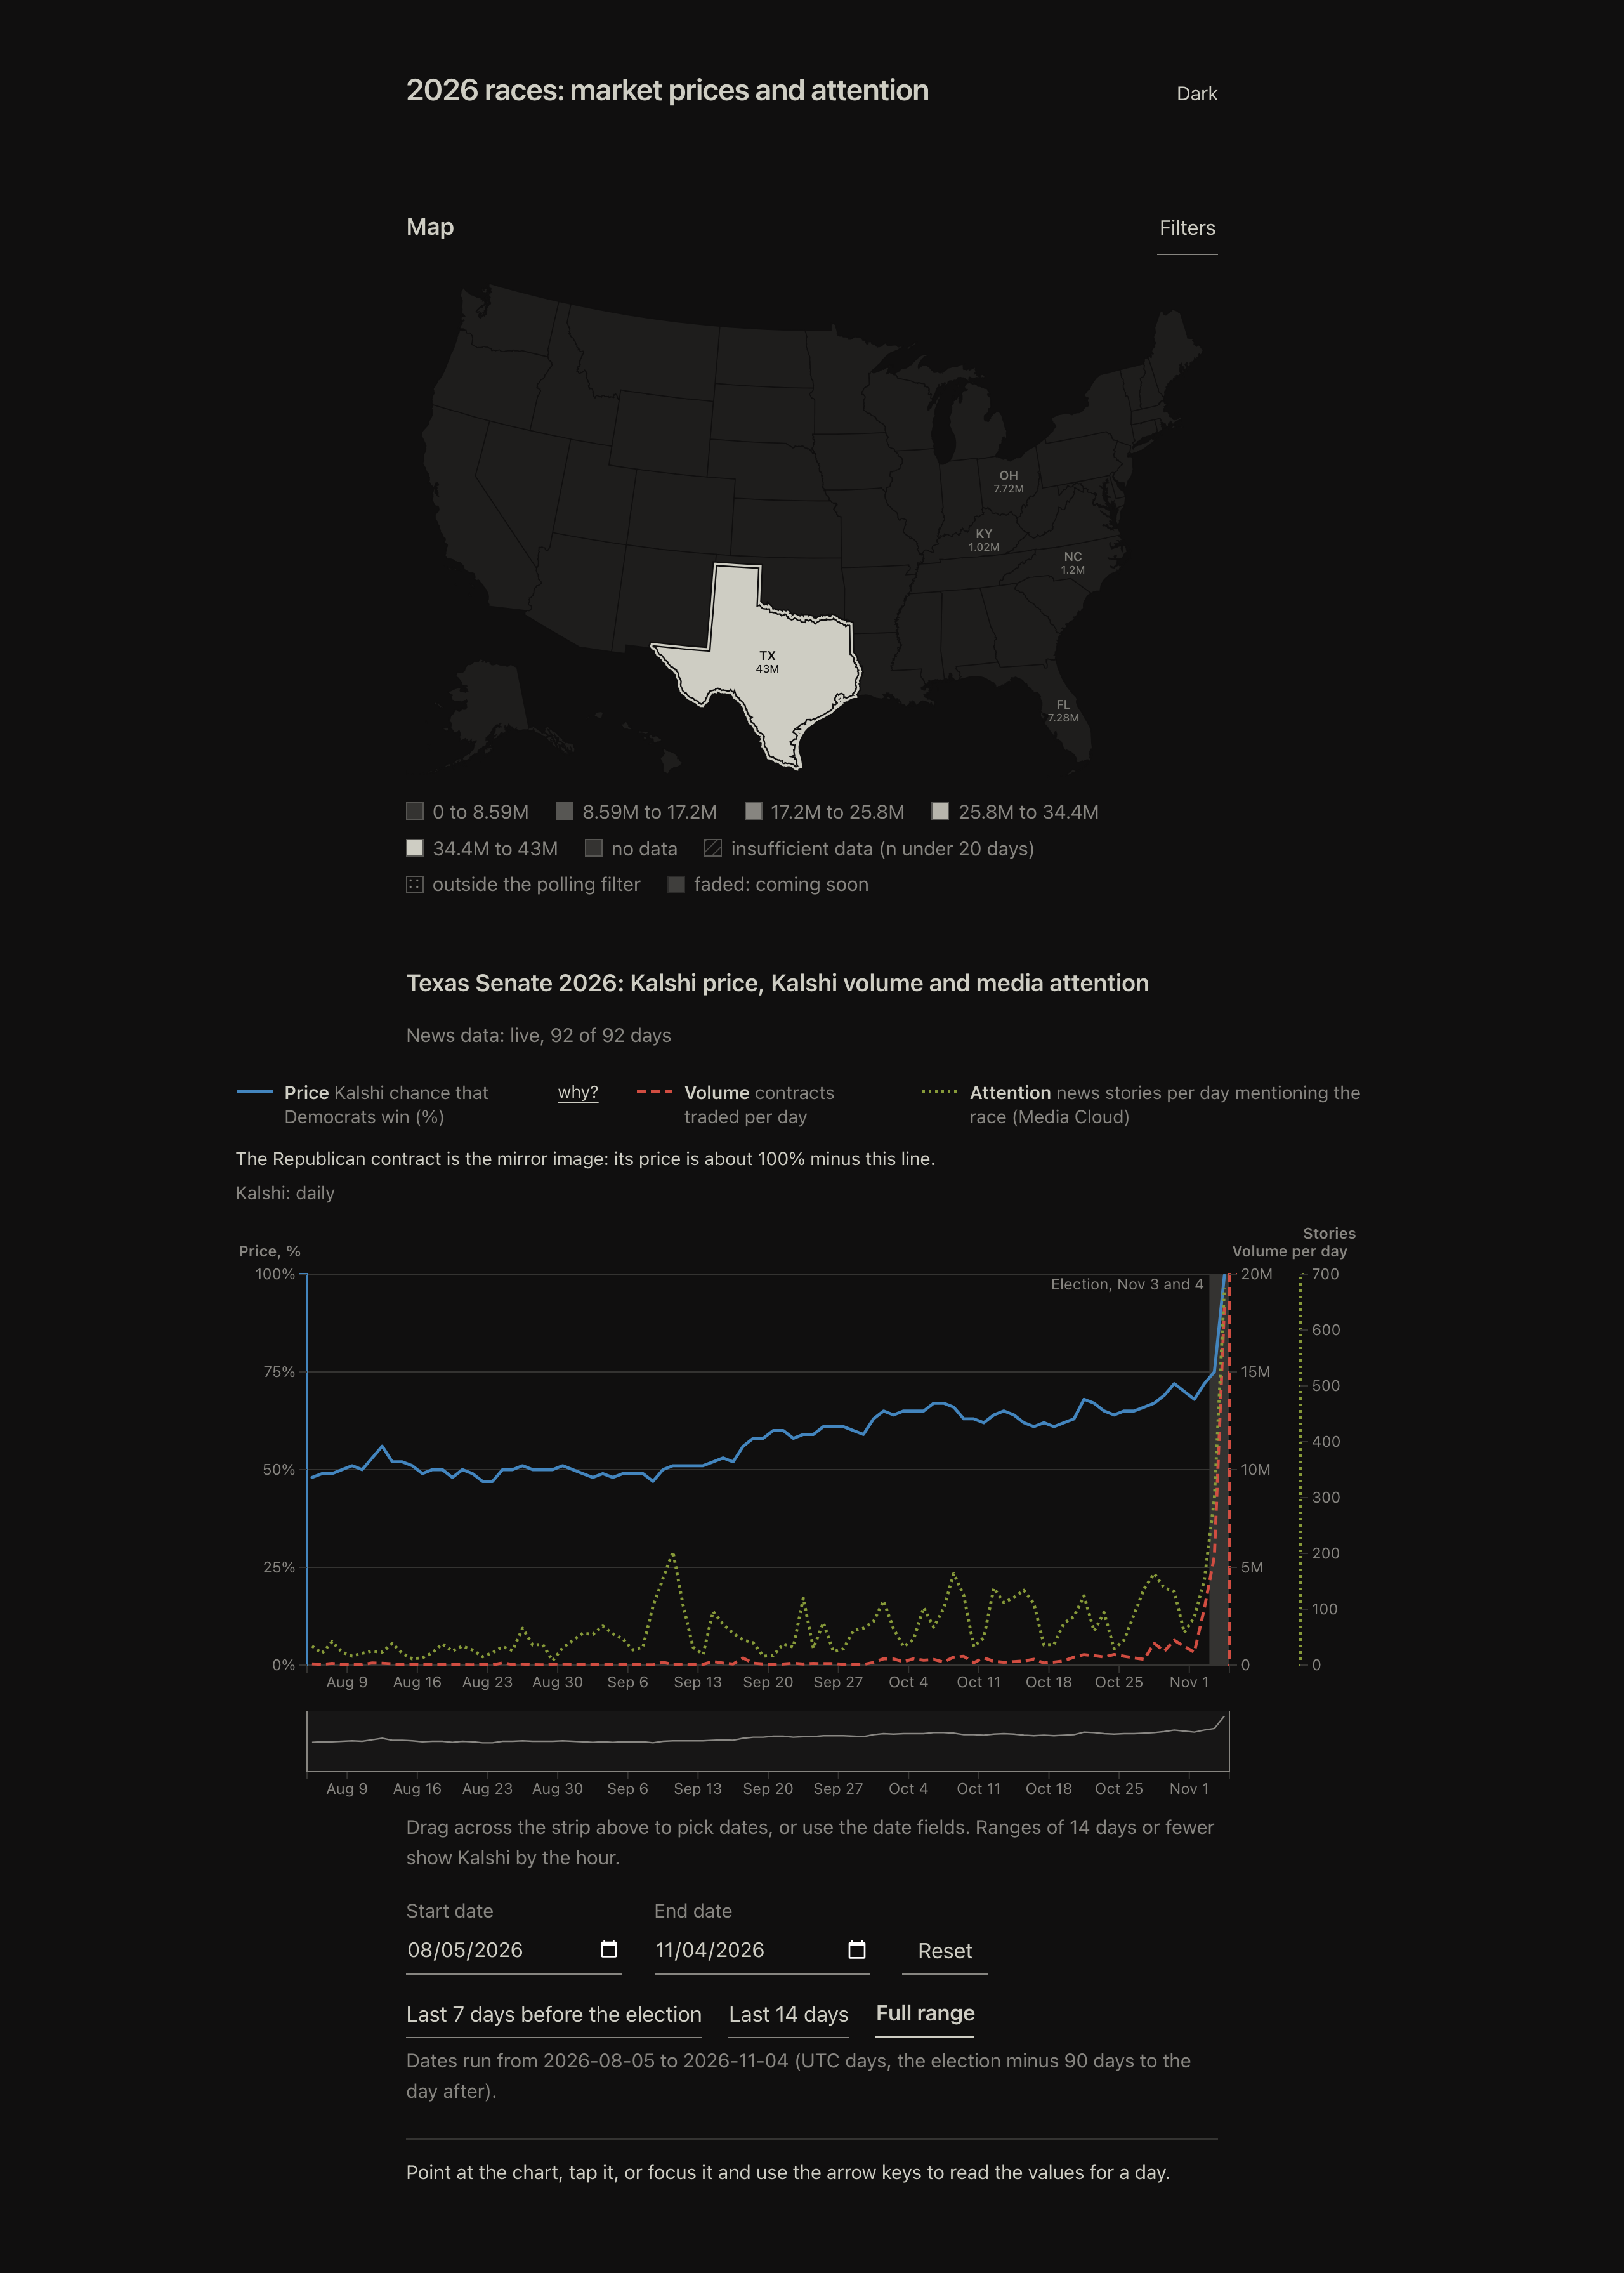 2026 races: market prices and attention
Dark
Map
Filters
OH
7.72M
KY
1.02M
NC
1.2M
TX
43M
FL
7.28M
0 to 8.59M
8.59M to 17.2M
17.2M to 25.8M
25.8M to 34.4M
34.4M to 43M
no data
insufficient data (n under 20 days)
outside the polling filter
faded: coming soon
Texas Senate 2026: Kalshi price, Kalshi volume and media attention
News data: live, 92 of 92 days
Price Kalshi chance that
Democrats win (%)
why?
Volume contracts
traded per day
Attention news stories per day mentioning the
race (Media Cloud)
The Republican contract is the mirror image: its price is about 100% minus this line.
Kalshi: daily
Price, %
Volume
Stories
per day
100%
75%
50%
25%
0%
Election, Nov 3 and 4
20M
15M
10M
5M
0
700
600
500
400
300
200
100
0
Aug 9
Aug 16
Aug 23
Aug 30
Sep 6
Sep 13
Sep 20
Sep 27
Oct 4
Oct 11
Oct 18
Oct 25
Nov 1
Aug 9
Aug 16
Aug 23
Aug 30
Sep 6
Sep 13
Sep 20
Sep 27
Oct 4
Oct 11
Oct 18
Oct 25
Nov 1
Drag across the strip above to pick dates, or use the date fields. Ranges of 14 days or fewer
show Kalshi by the hour.
Start date
End date
08/05/2026
11/04/2026
Reset
Last 7 days before the election
Last 14 days
Full range
Dates run from 2026-08-05 to 2026-11-04 (UTC days, the election minus 90 days to the
day after).
Point at the chart, tap it, or focus it and use the arrow keys to read the values for a day.